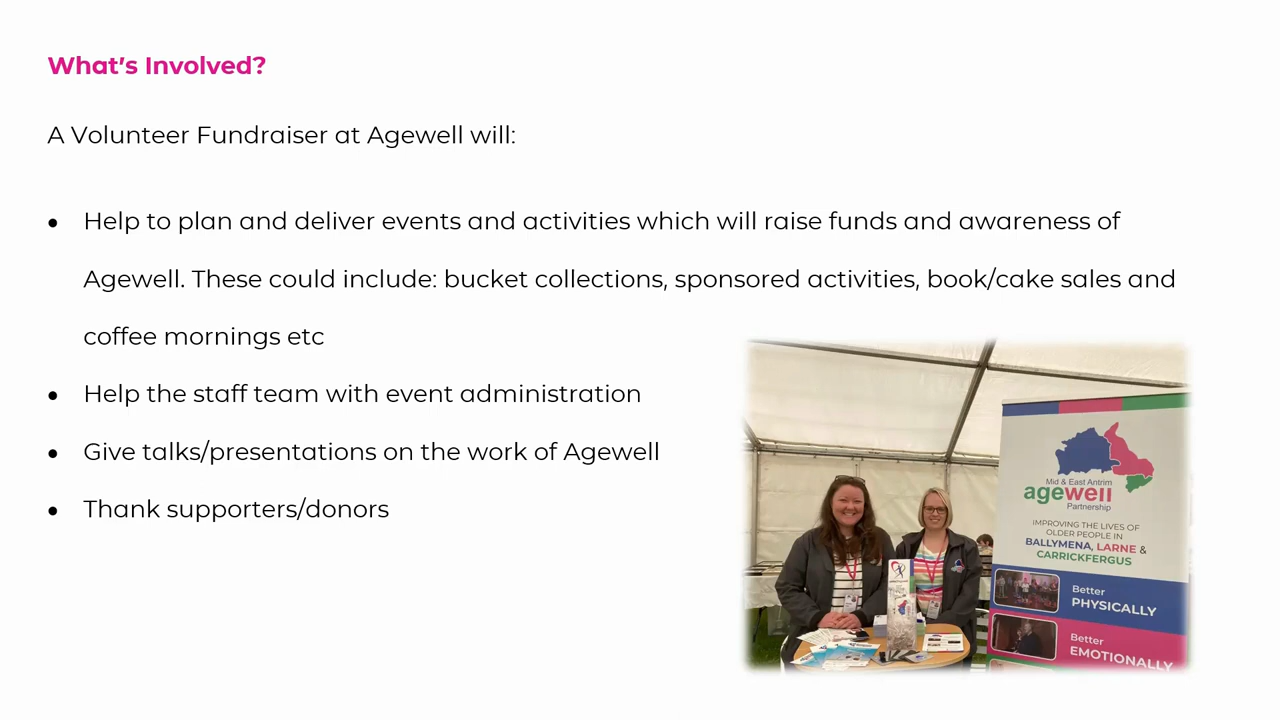 What's Involved?
A Volunteer Fundraiser at Agewell will:
• Help to plan and deliver events and activities which will raise funds and awareness of
Agewell. These could include: bucket collections, sponsored activities, book/cake sales and
coffee mornings etc
• Help the staff team with event administration
• Give talks/presentations on the work of Agewell
• Thank supporters/donors
Mid & East Antrim
agewell
Partnership
IMPROVING THE LIVES OF
OLDER PEOPLE IN
BALLYMENA, LARNE &
CARRICKFERGUS
Better
PHYSICALLY
Better
EMOTIONALLY